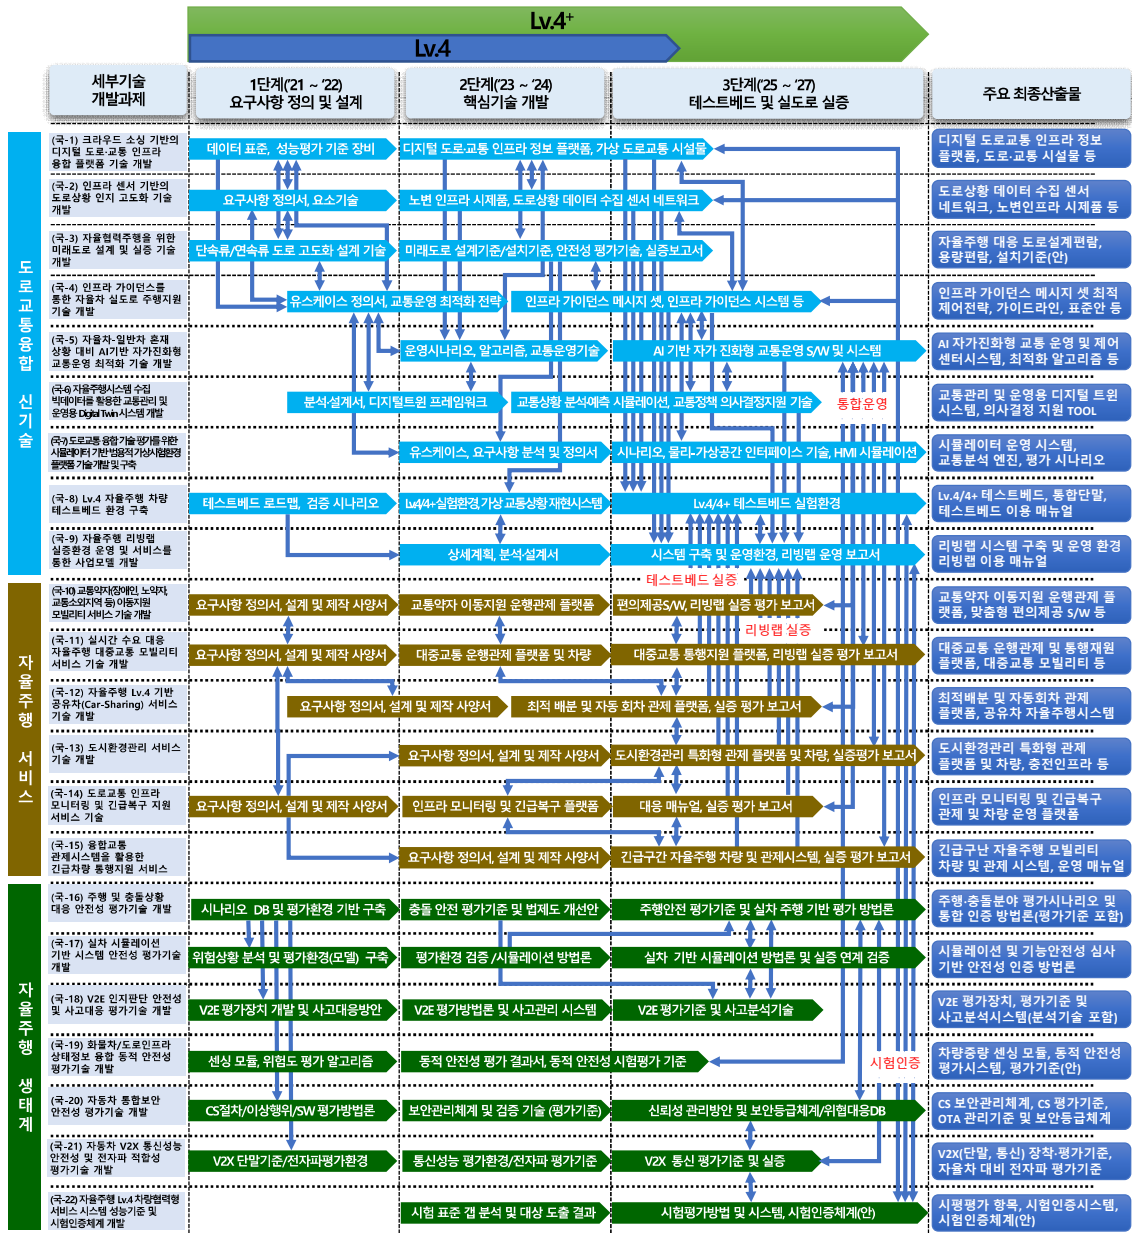 Lv.4⁺
Lv.4
세부기술
개발과제
1단계('21 ~ '22)
요구사항 정의 및 설계
2단계('23 ~ '24)
핵심기술 개발
3단계('25 ~ '27)
테스트베드 및 실도로 실증
주요 최종산출물
도로교통융합 신기술
(국-1) 크라우드 소싱 기반의
디지털 도로·교통 인프라
융합 플랫폼 기술 개발
데이터 표준, 성능평가 기준 장비
디지털 도로·교통 인프라 정보 플랫폼, 가상 도로교통 시설물
디지털 도로교통 인프라 정보
플랫폼, 도로·교통 시설물 등
(국-2) 인프라 센서 기반의
도로상황 인지 고도화 기술
개발
요구사항 정의서, 요소기술
노변 인프라 시제품, 도로상황 데이터 수집 센서 네트워크
도로상황 데이터 수집 센서
네트워크, 노변인프라 시제품 등
(국-3) 자율협력주행을 위한
미래도로 설계 및 실증 기술
개발
단속류/연속류 도로 고도화 설계 기술
미래도로 설계기준/설치기준, 안전성 평가기술, 실증보고서
자율주행 대응 도로설계편람,
용량편람, 설치기준(안)
(국-4) 인프라 가이던스를
통한 자율차 실도로 주행지원
기술 개발
유스케이스 정의서, 교통운영 최적화 전략
인프라 가이던스 메시지 셋, 인프라 가이던스 시스템 등
인프라 가이던스 메시지 셋 최적
제어전략, 가이드라인, 표준안 등
(국-5) 자율차-일반차 혼재
상황 대비 AI기반 자가진화형
교통운영 최적화 기술 개발
운영시나리오, 알고리즘, 교통운영기술
AI 기반 자가 진화형 교통운영 S/W 및 시스템
AI 자가진화형 교통 운영 및 제어
센터시스템, 최적화 알고리즘 등
(국-6) 자율주행시스템 수집
빅데이터를 활용한 교통관리 및
운영용 Digital Twin 시스템 개발
분석·설계서, 디지털트윈 프레임워크
교통상황 분석예측 시뮬레이션, 교통정책 의사결정지원 기술
통합운영
교통관리 및 운영용 디지털 트윈
시스템, 의사결정 지원 TOOL
(국-7) 도로교통 융합 기술 평가를 위한
시뮬레이터 기반 범용적 가상시험환경
플랫폼 기술 개발 및 구축
유스케이스, 요구사항 분석 및 정의서
시나리오, 물리-가상공간 인터페이스 기술, HMI 시뮬레이션
시뮬레이터 운영 시스템,
교통분석 엔진, 평가 시나리오
(국-8) Lv.4 자율주행 차량
테스트베드 환경 구축
테스트베드 로드맵, 검증 시나리오
Lv4/4+실험환경, 가상 교통상황 재현시스템
Lv.4/4+ 테스트베드 실험환경
Lv.4/4+ 테스트베드, 통합단말,
테스트베드 이용 매뉴얼
(국-9) 자율주행 리빙랩
실증환경 운영 및 서비스를
통한 사업모델 개발
상세계획, 분석·설계서
시스템 구축 및 운영환경, 리빙랩 운영 보고서
리빙랩 시스템 구축 및 운영 환경
리빙랩 이용 매뉴얼
테스트베드 실증
자율주행 서비스
(국-10) 교통약자(장애인, 노약자,
교통소외지역 등) 이동지원
모빌리티 서비스 기술 개발
요구사항 정의서, 설계 및 제작 사양서
교통약자 이동지원 운행관제 플랫폼
편의제공S/W, 리빙랩 실증 평가 보고서
교통약자 이동지원 운행관제 플
랫폼, 맞춤형 편의제공 S/W 등
리빙랩 실증
(국-11) 실시간 수요 대응
자율주행 대중교통 모빌리티
서비스 기술 개발
요구사항 정의서, 설계 및 제작 사양서
대중교통 운행관제 플랫폼 및 차량
대중교통 통행지원 플랫폼, 리빙랩 실증 평가 보고서
대중교통 운행관제 및 통행재원
플랫폼, 대중교통 모빌리티 등
(국-12) 자율주행 Lv.4 기반
공유차(Car-Sharing) 서비스
기술 개발
요구사항 정의서, 설계 및 제작 사양서
최적 배분 및 자동 회차 관제 플랫폼, 실증 평가 보고서
최적배분 및 자동회차 관제
플랫폼, 공유차 자율주행시스템
(국-13) 도시환경관리 서비스
기술 개발
요구사항 정의서, 설계 및 제작 사양서
도시환경관리 특화형 관제 플랫폼 및 차량, 실증평가 보고서
도시환경관리 특화형 관제
플랫폼 및 차량, 충전인프라 등
(국-14) 도로교통 인프라
모니터링 및 긴급복구 지원
서비스 기술
요구사항 정의서, 설계 및 제작 사양서
인프라 모니터링 및 긴급복구 플랫폼
대응 매뉴얼, 실증 평가 보고서
인프라 모니터링 및 긴급복구
관제 및 차량 운영 플랫폼
(국-15) 융합교통
관제시스템을 활용한
긴급차량 통행지원 서비스
요구사항 정의서, 설계 및 제작 사양서
긴급구간 자율주행 차량 및 관제시스템, 실증 평가 보고서
긴급구난 자율주행 모빌리티
차량 및 관제 시스템, 운영 매뉴얼
자율주행 생태계
(국-16) 주행 및 충돌상황
대응 안전성 평가기술 개발
시나리오 DB 및 평가환경 기반 구축
충돌 안전 평가기준 및 법제도 개선안
주행안전 평가기준 및 실차 주행 기반 평가 방법론
주행·충돌분야 평가시나리오 및
통합 인증 방법론(평가기준 포함)
(국-17) 실차 시뮬레이션
기반 시스템 안전성 평가기술
개발
위험상황 분석 및 평가환경(모델) 구축
평가환경 검증 /시뮬레이션 방법론
실차 기반 시뮬레이션 방법론 및 실증 연계 검증
시뮬레이션 및 기능안전성 심사
기반 안전성 인증 방법론
(국-18) V2E 인지판단 안전성
및 사고대응 평가기술 개발
V2E 평가장치 개발 및 사고대응방안
V2E 평가방법론 및 사고관리 시스템
V2E 평가기준 및 사고분석기술
V2E 평가장치, 평가기준 및
사고분석시스템(분석기술 포함)
(국-19) 화물차/도로인프라
상태정보 융합 동적 안전성
평가기술 개발
센싱 모듈, 위험도 평가 알고리즘
동적 안전성 평가 결과서, 동적 안전성 시험평가 기준
시험인증
차량중량 센싱 모듈, 동적 안전성
평가시스템, 평가기준(안)
(국-20) 자동차 통합보안
안전성 평가기술 개발
CS절차/이상행위/SW 평가방법론
보안관리체계 및 검증 기술 (평가기준)
신뢰성 관리방안 및 보안등급체계/위험대응DB
CS 보안관리체계, CS 평가기준,
OTA 관리기준 및 보안등급체계
(국-21) 자동차 V2X 통신성능
안전성 및 전자파 적합성
평가기술 개발
V2X 단말기준/전자파평가환경
통신성능 평가환경/전자파 평가기준
V2X 통신 평가기준 및 실증
V2X(단말, 통신) 장착·평가기준,
자율차 대비 전자파 평가기준
(국-22) 자율주행 Lv.4 차량협력형
서비스 시스템 성능기준 및
시험인증체계 개발
시험 표준 갭 분석 및 대상 도출 결과
시험평가방법 및 시스템, 시험인증체계(안)
시평평가 항목, 시험인증시스템,
시험인증체계(안)